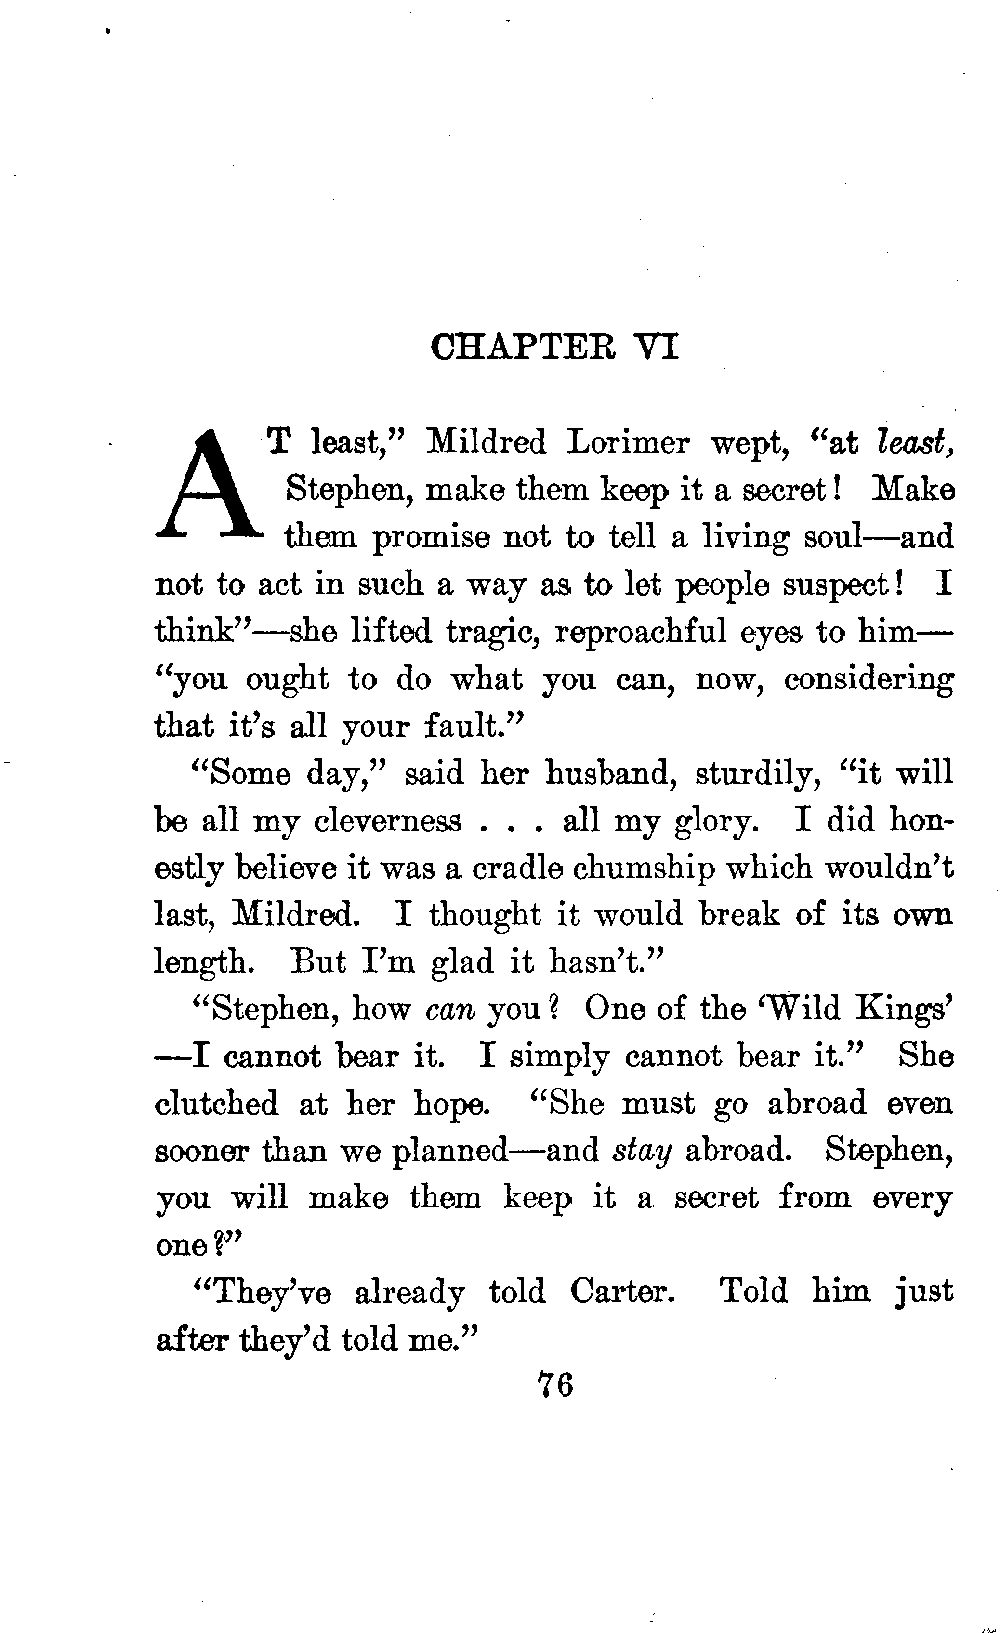 CHAPTER VI
AT least,” Mildred Lorimer wept, “at least,
Stephen, make them keep it a secret! Make
them promise not to tell a living soul—and
not to act in such a way as to let people suspect! I
think”—she lifted tragic, reproachful eyes to him—
“you ought to do what you can, now, considering
that it’s all your fault.”
“Some day,” said her husband, sturdily, “it will
be all my cleverness . . . all my glory. I did hon-
estly believe it was a cradle chumship which wouldn’t
last, Mildred. I thought it would break of its own
length. But I’m glad it hasn’t.”
“Stephen, how can you? One of the ‘Wild Kings’
—I cannot bear it. I simply cannot bear it.” She
clutched at her hope. “She must go abroad even
sooner than we planned—and stay abroad. Stephen,
you will make them keep it a secret from every
one?”
“They’ve already told Carter. Told him just
after they’d told me.”
76